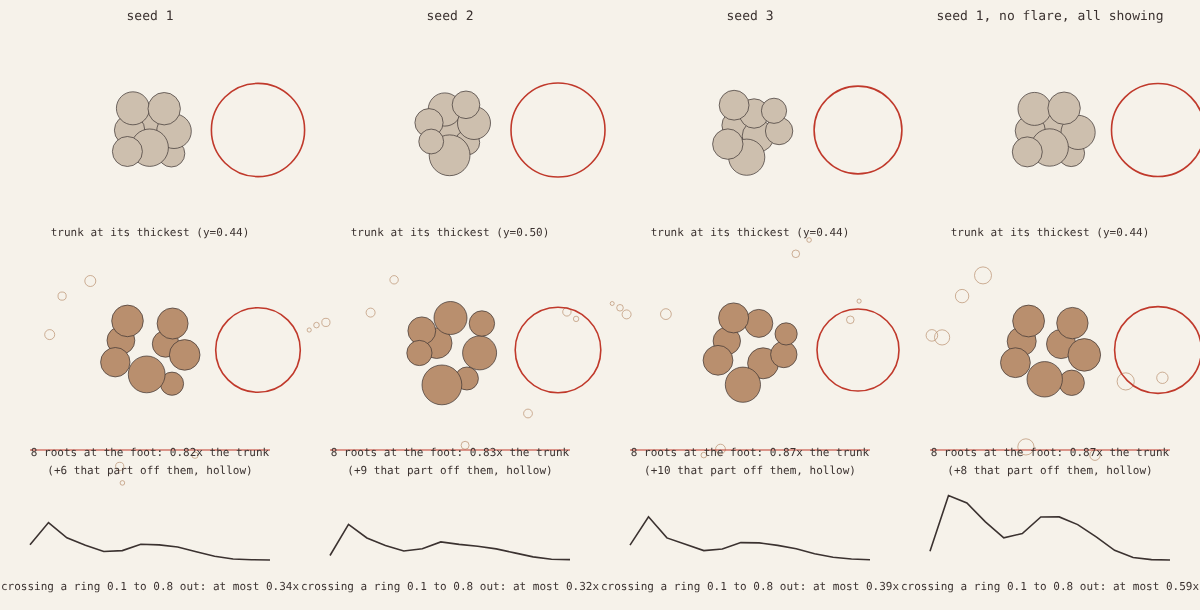 seed 1
seed 2
seed 3
seed 1, no flare, all showing
trunk at its thickest (y=0.44)
trunk at its thickest (y=0.50)
trunk at its thickest (y=0.44)
trunk at its thickest (y=0.44)
8 roots at the foot: 0.82x the trunk
(+6 that part off them, hollow)
8 roots at the foot: 0.83x the trunk
(+9 that part off them, hollow)
8 roots at the foot: 0.87x the trunk
(+10 that part off them, hollow)
8 roots at the foot: 0.87x the trunk
(+8 that part off them, hollow)
crossing a ring 0.1 to 0.8 out: at most 0.34x
crossing a ring 0.1 to 0.8 out: at most 0.32x
crossing a ring 0.1 to 0.8 out: at most 0.39x
crossing a ring 0.1 to 0.8 out: at most 0.59x